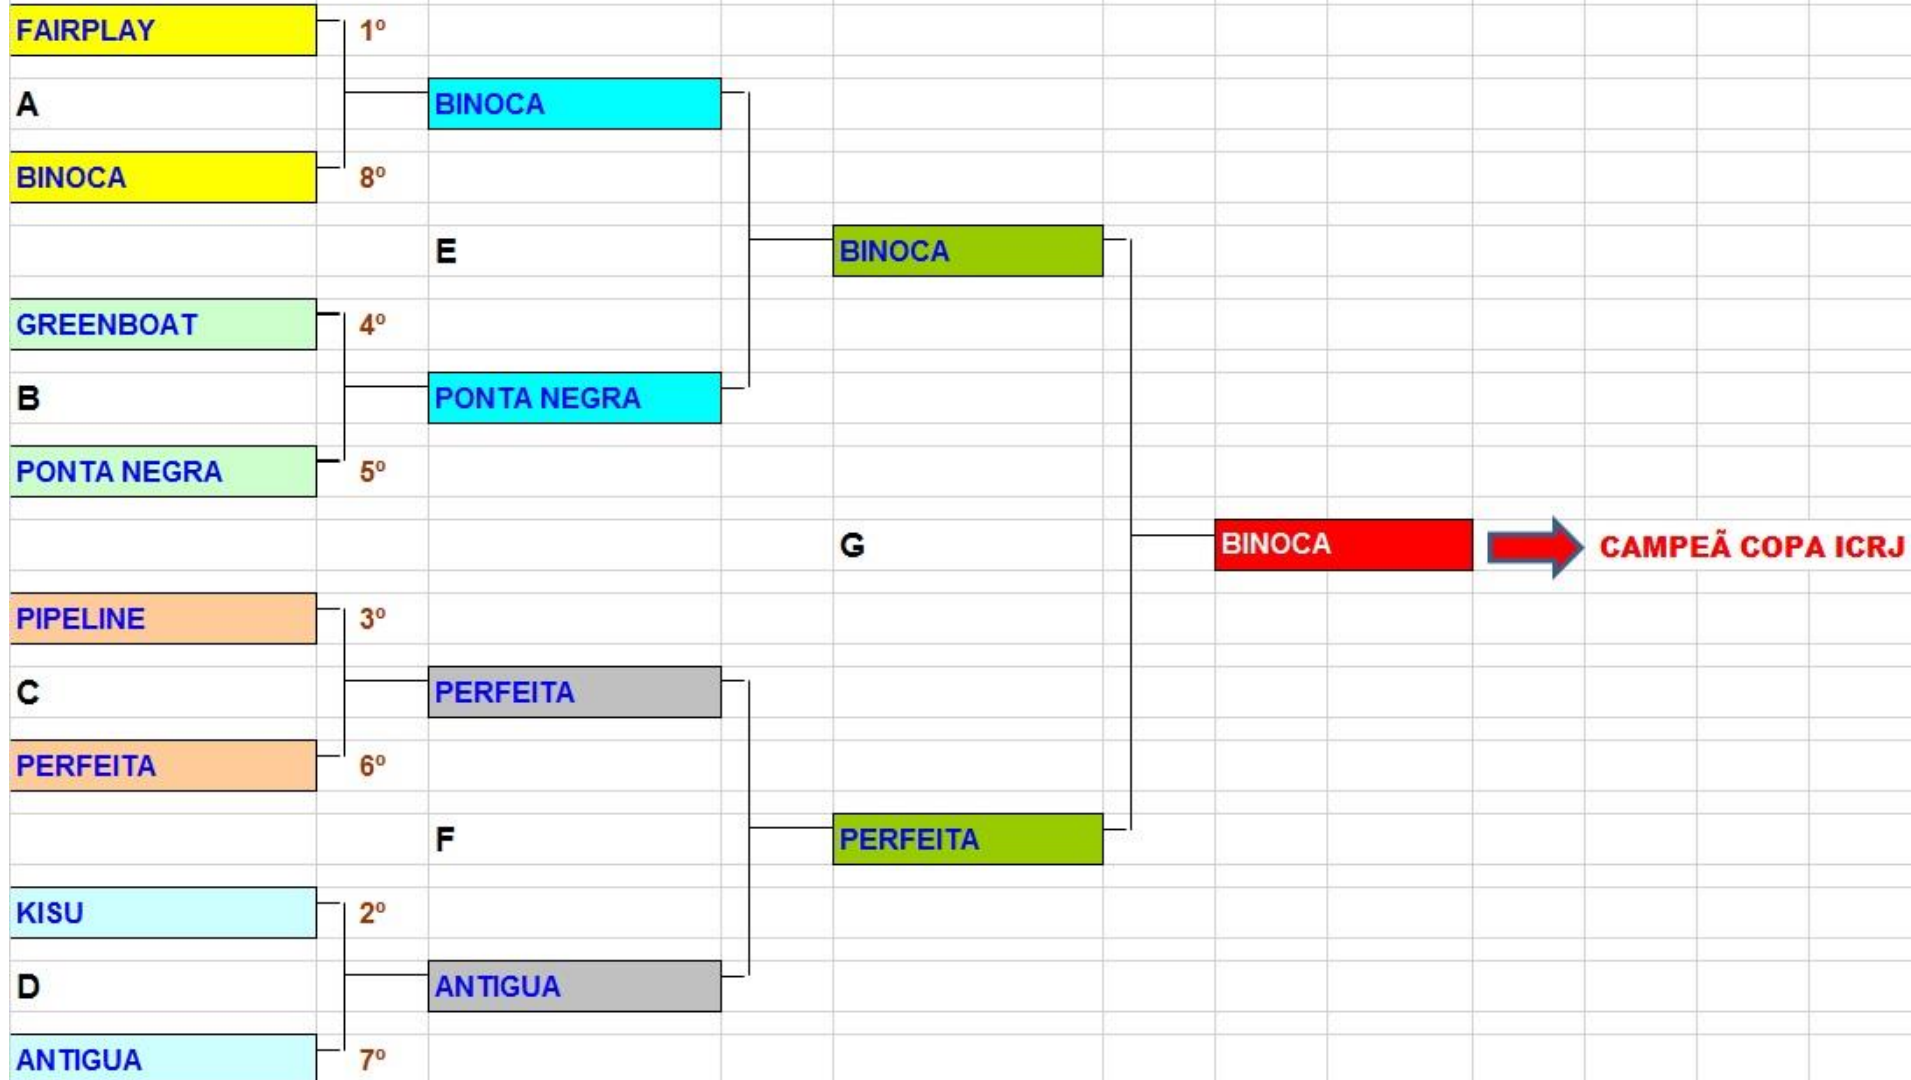 FAIRPLAY 1º
A BINOCA
BINOCA 8º
E BINOCA
GREENBOAT 4º
B PONTA NEGRA
PONTA NEGRA 5º
G BINOCA CAMPEÃ COPA ICRJ
PIPELINE 3º
C PERFEITA
PERFEITA 6º
F PERFEITA
KISU 2º
D ANTIGUA
ANTIGUA 7º